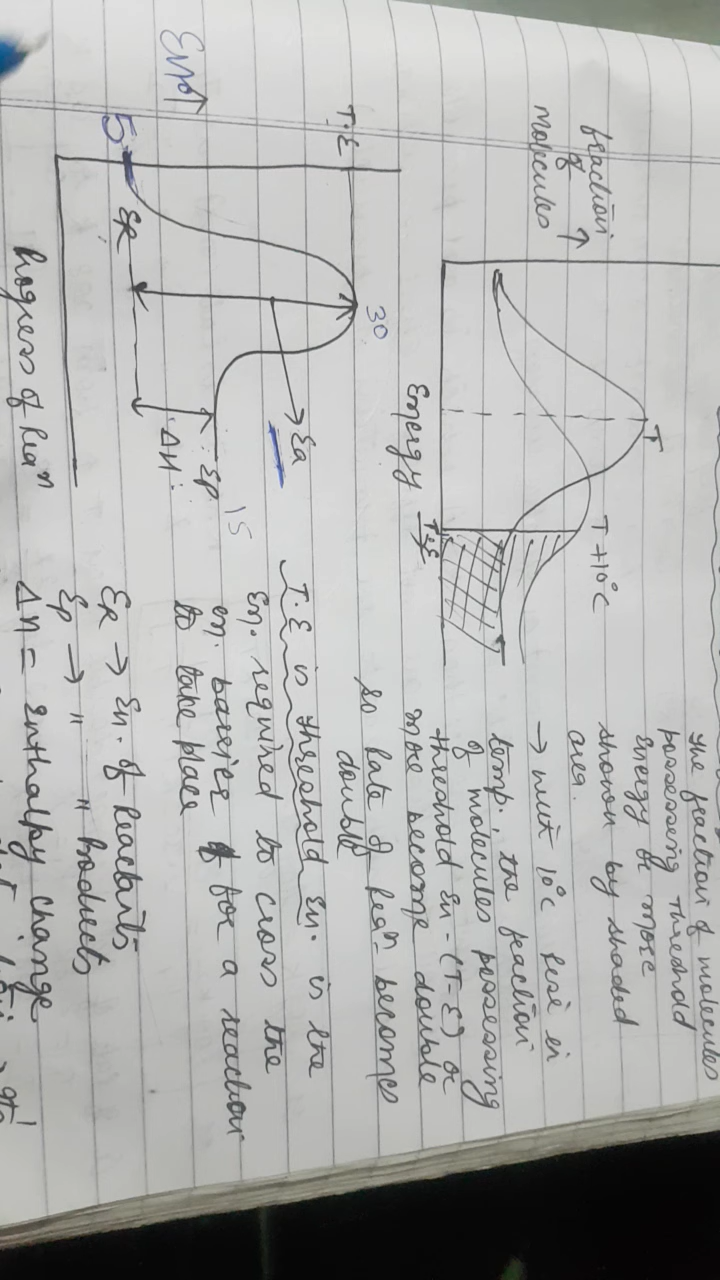 the fraction of molecules
possessing threshold
energy or more
shown by shaded
area.
→ with 10°c rise in
temp. the fraction
of molecules possessing
threshold En. (T.E) or
more become double
So Rate of Reaⁿ becomes
double
fraction
of
molecules
T
T+10°C
Energy
T.E
T.E
30
Ea
ΔH
Ep
15
ER
5
En↑
Progress of Reaⁿ
T.E is threshold En. is the
En. required to cross the
en. barrier for a reaction
to take place
ER → En. of Reactants
Ep → " " Products
ΔH = enthalpy change